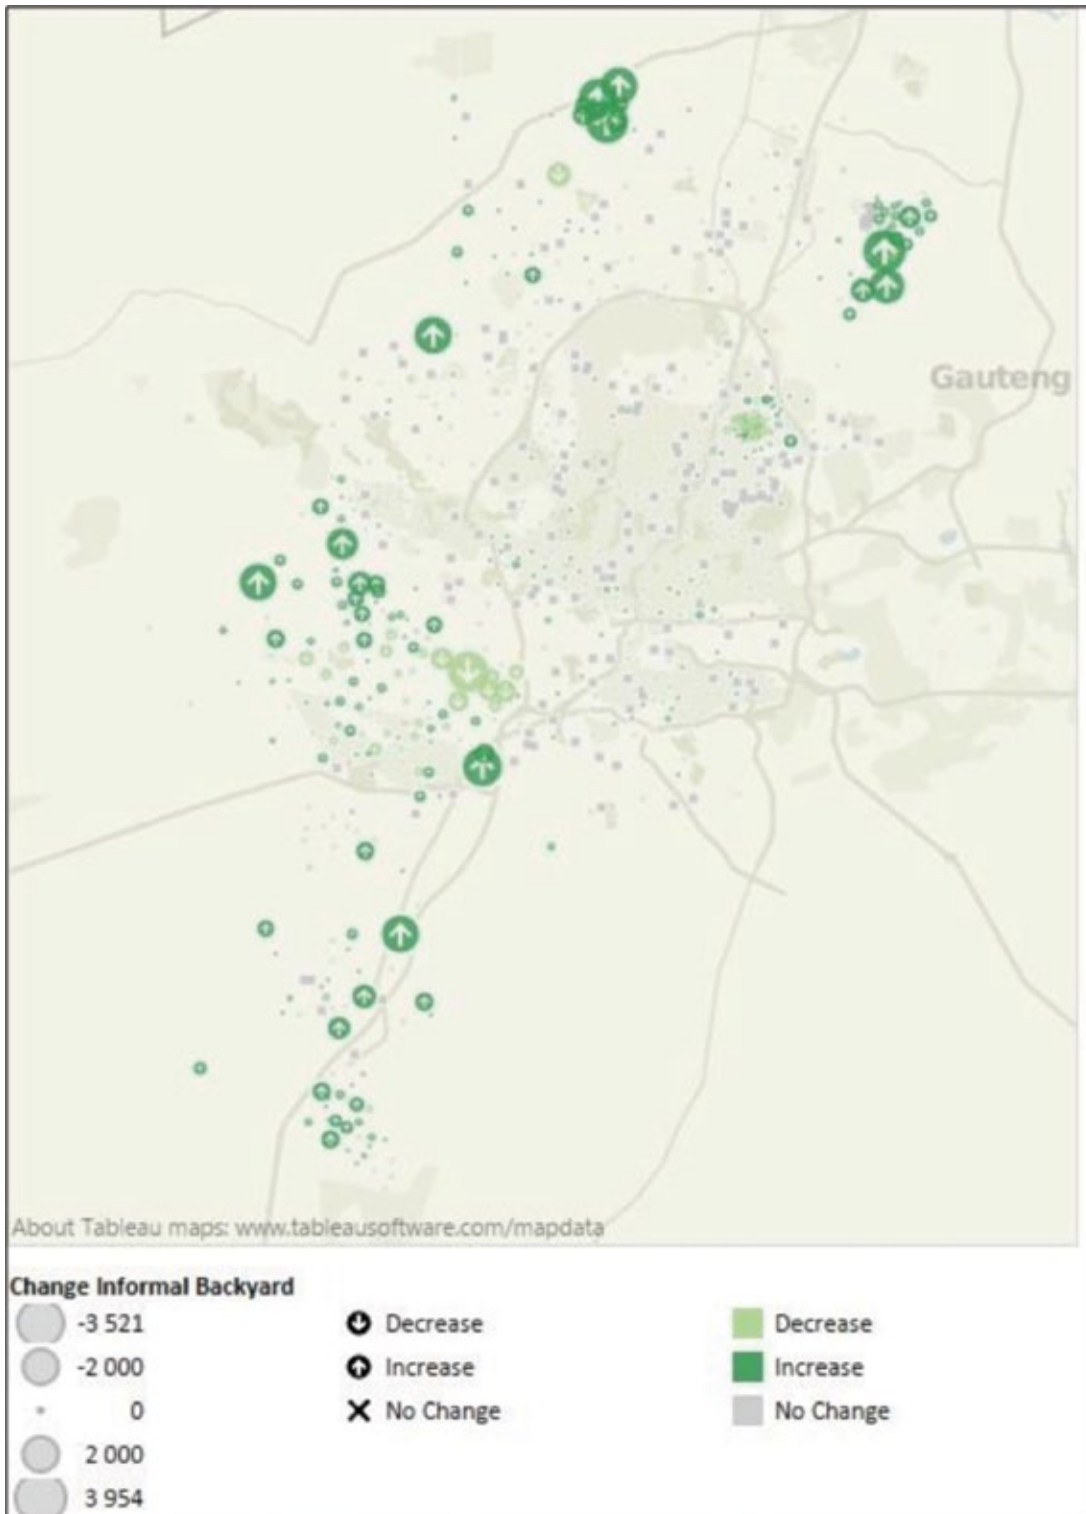 Gauteng
About Tableau maps: www.tableausoftware.com/mapdata
Change Informal Backyard
-3 521
-2 000
0
2 000
3 954
Decrease
Increase
No Change
Decrease
Increase
No Change